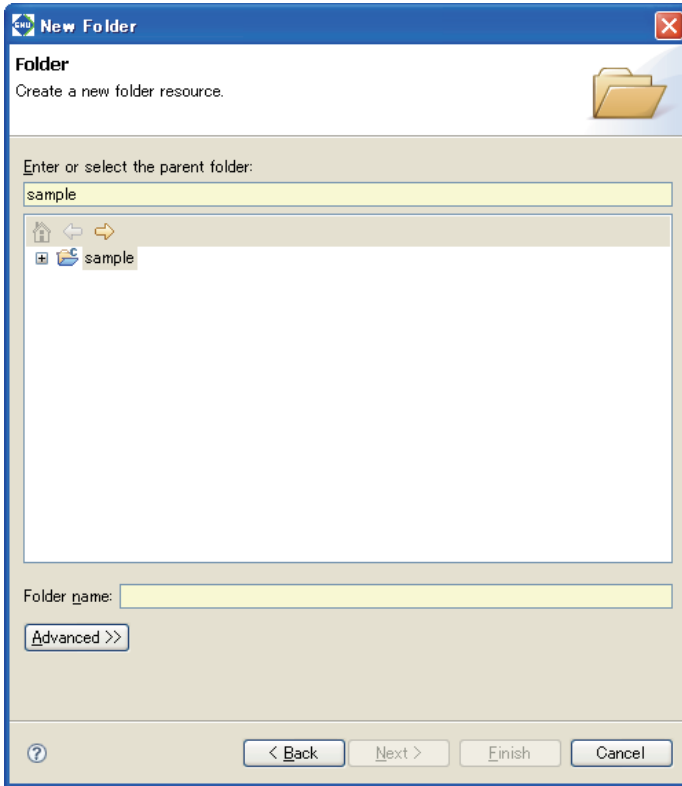 GNU New Folder
Folder
Create a new folder resource.
Enter or select the parent folder:
sample
C sample
Folder name:
Advanced >>
? < Back Next > Finish Cancel